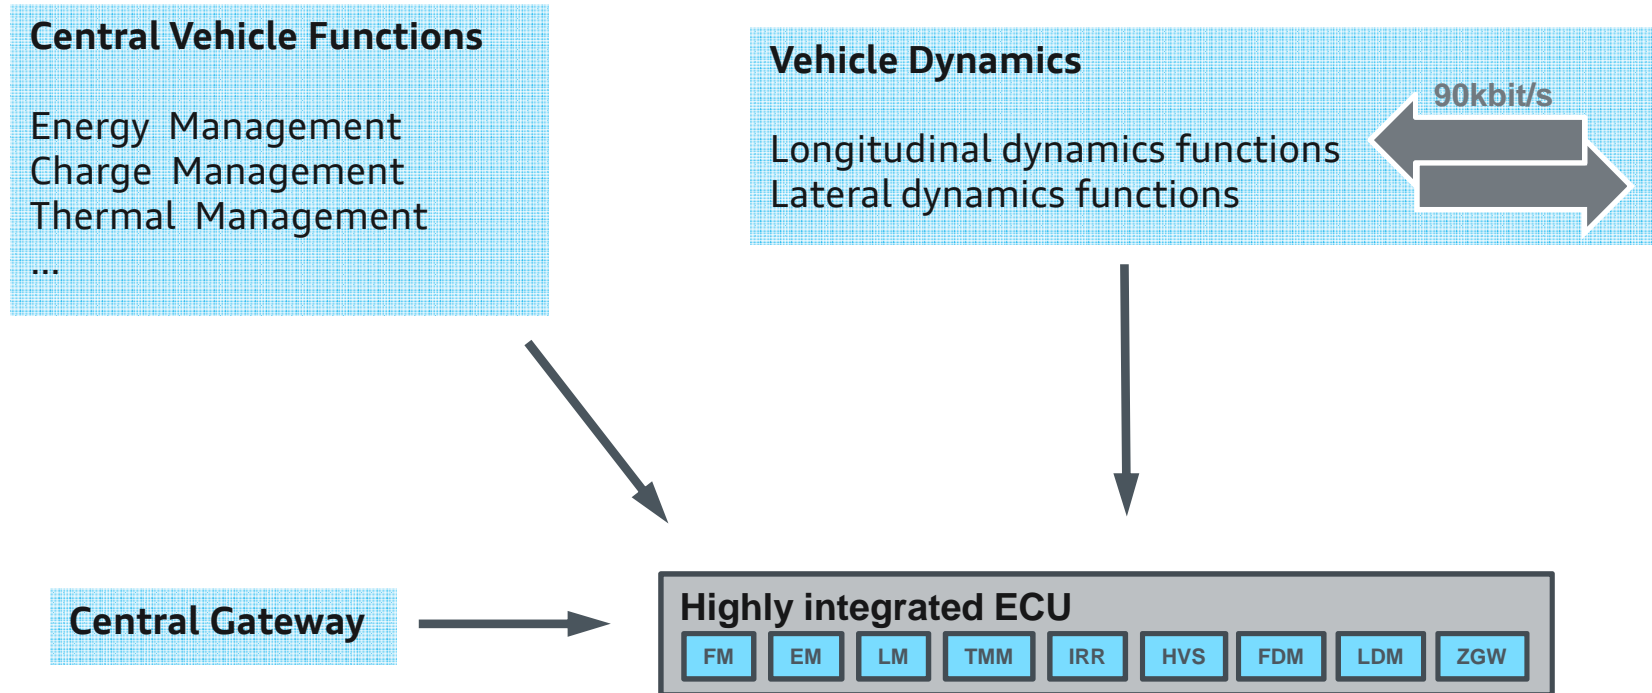 Central Vehicle Functions
Energy Management
Charge Management
Thermal Management
...
Vehicle Dynamics
90kbit/s
Longitudinal dynamics functions
Lateral dynamics functions
Central Gateway
Highly integrated ECU
FM EM LM TMM IRR HVS FDM LDM ZGW